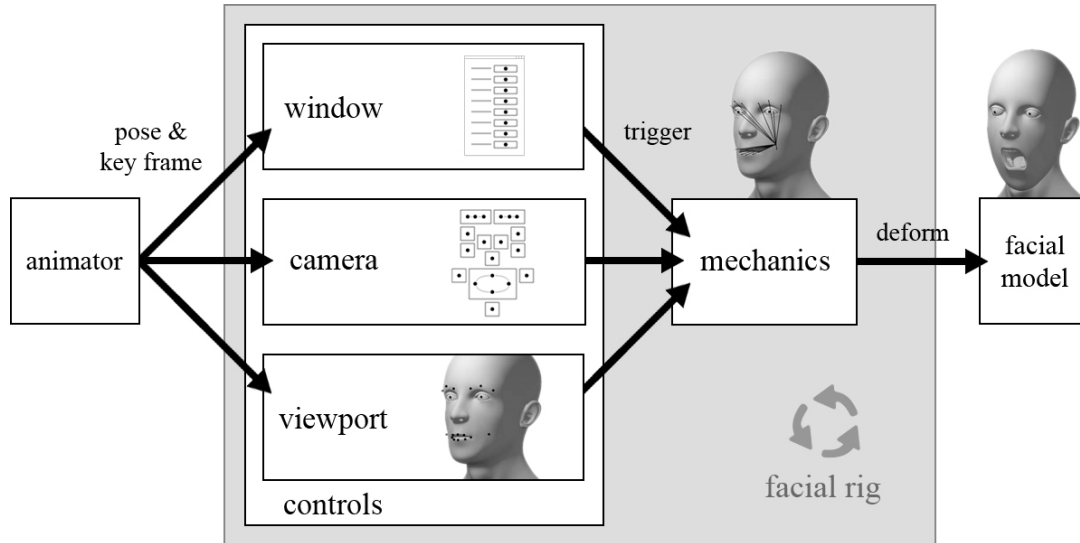 pose &
key frame
animator
window
camera
viewport
controls
trigger
mechanics
deform
facial
model
facial rig